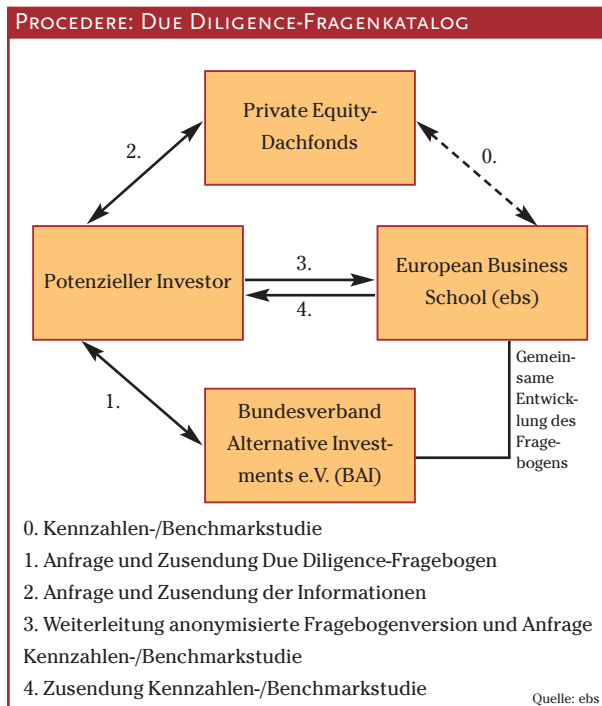 PROCEDERE: DUE DILIGENCE-FRAGENKATALOG
Private Equity-
Dachfonds
2.
0.
Potenzieller Investor
3.
4.
European Business
School (ebs)
1.
Bundesverband
Alternative Invest-
ments e.V. (BAI)
Gemein-
same
Entwick-
lung des
Frage-
bogens
0. Kennzahlen-/Benchmarkstudie
1. Anfrage und Zusendung Due Diligence-Fragebogen
2. Anfrage und Zusendung der Informationen
3. Weiterleitung anonymisierte Fragebogenversion und Anfrage
Kennzahlen-/Benchmarkstudie
4. Zusendung Kennzahlen-/Benchmarkstudie
Quelle: ebs